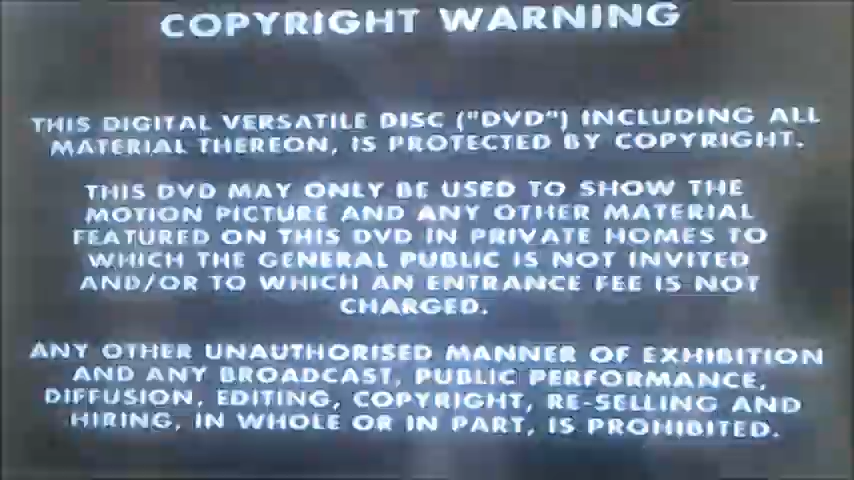 COPYRIGHT WARNING
THIS DIGITAL VERSATILE DISC ("DVD") INCLUDING ALL
MATERIAL THEREON, IS PROTECTED BY COPYRIGHT.
THIS DVD MAY ONLY BE USED TO SHOW THE
MOTION PICTURE AND ANY OTHER MATERIAL
FEATURED ON THIS DVD IN PRIVATE HOMES TO
WHICH THE GENERAL PUBLIC IS NOT INVITED
AND/OR TO WHICH AN ENTRANCE FEE IS NOT
CHARGED.
ANY OTHER UNAUTHORISED MANNER OF EXHIBITION
AND ANY BROADCAST, PUBLIC PERFORMANCE,
DIFFUSION, EDITING, COPYRIGHT, RE-SELLING AND
HIRING, IN WHOLE OR IN PART, IS PROHIBITED.